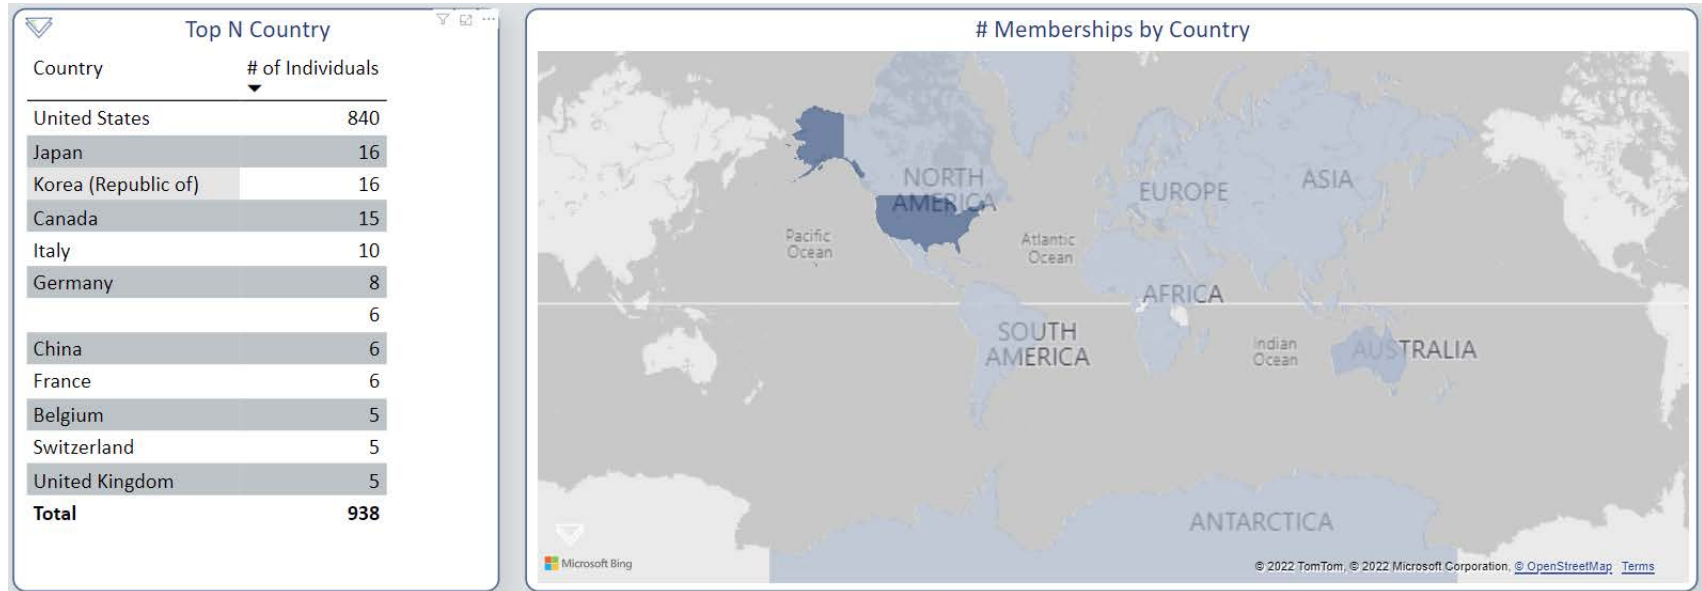 Top N Country
Country # of Individuals
United States 840
Japan 16
Korea (Republic of) 16
Canada 15
Italy 10
Germany 8
6
China 6
France 6
Belgium 5
Switzerland 5
United Kingdom 5
Total 938
# Memberships by Country
NORTH
AMERICA
EUROPE
ASIA
Pacific
Ocean
Atlantic
Ocean
AFRICA
SOUTH
AMERICA
Indian
Ocean
AUSTRALIA
ANTARCTICA
Microsoft Bing
© 2022 TomTom, © 2022 Microsoft Corporation, © OpenStreetMap Terms